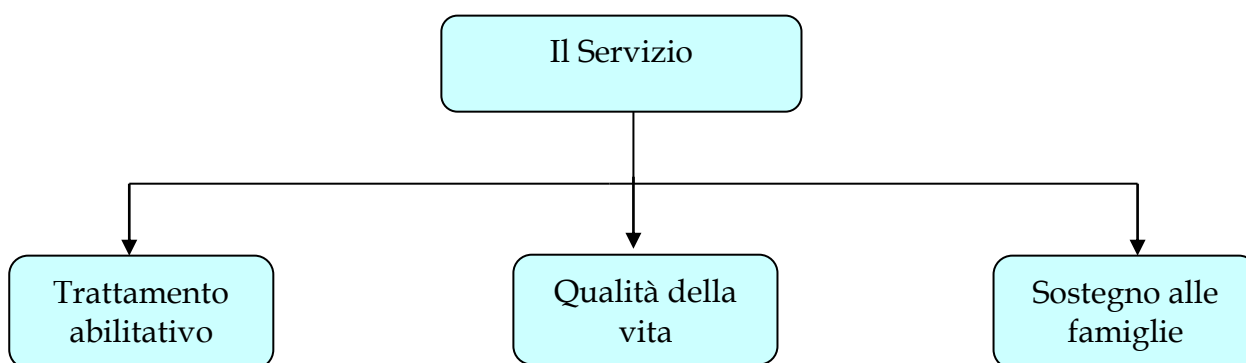 Il Servizio
Trattamento
abilitativo
Qualità della
vita
Sostegno alle
famiglie